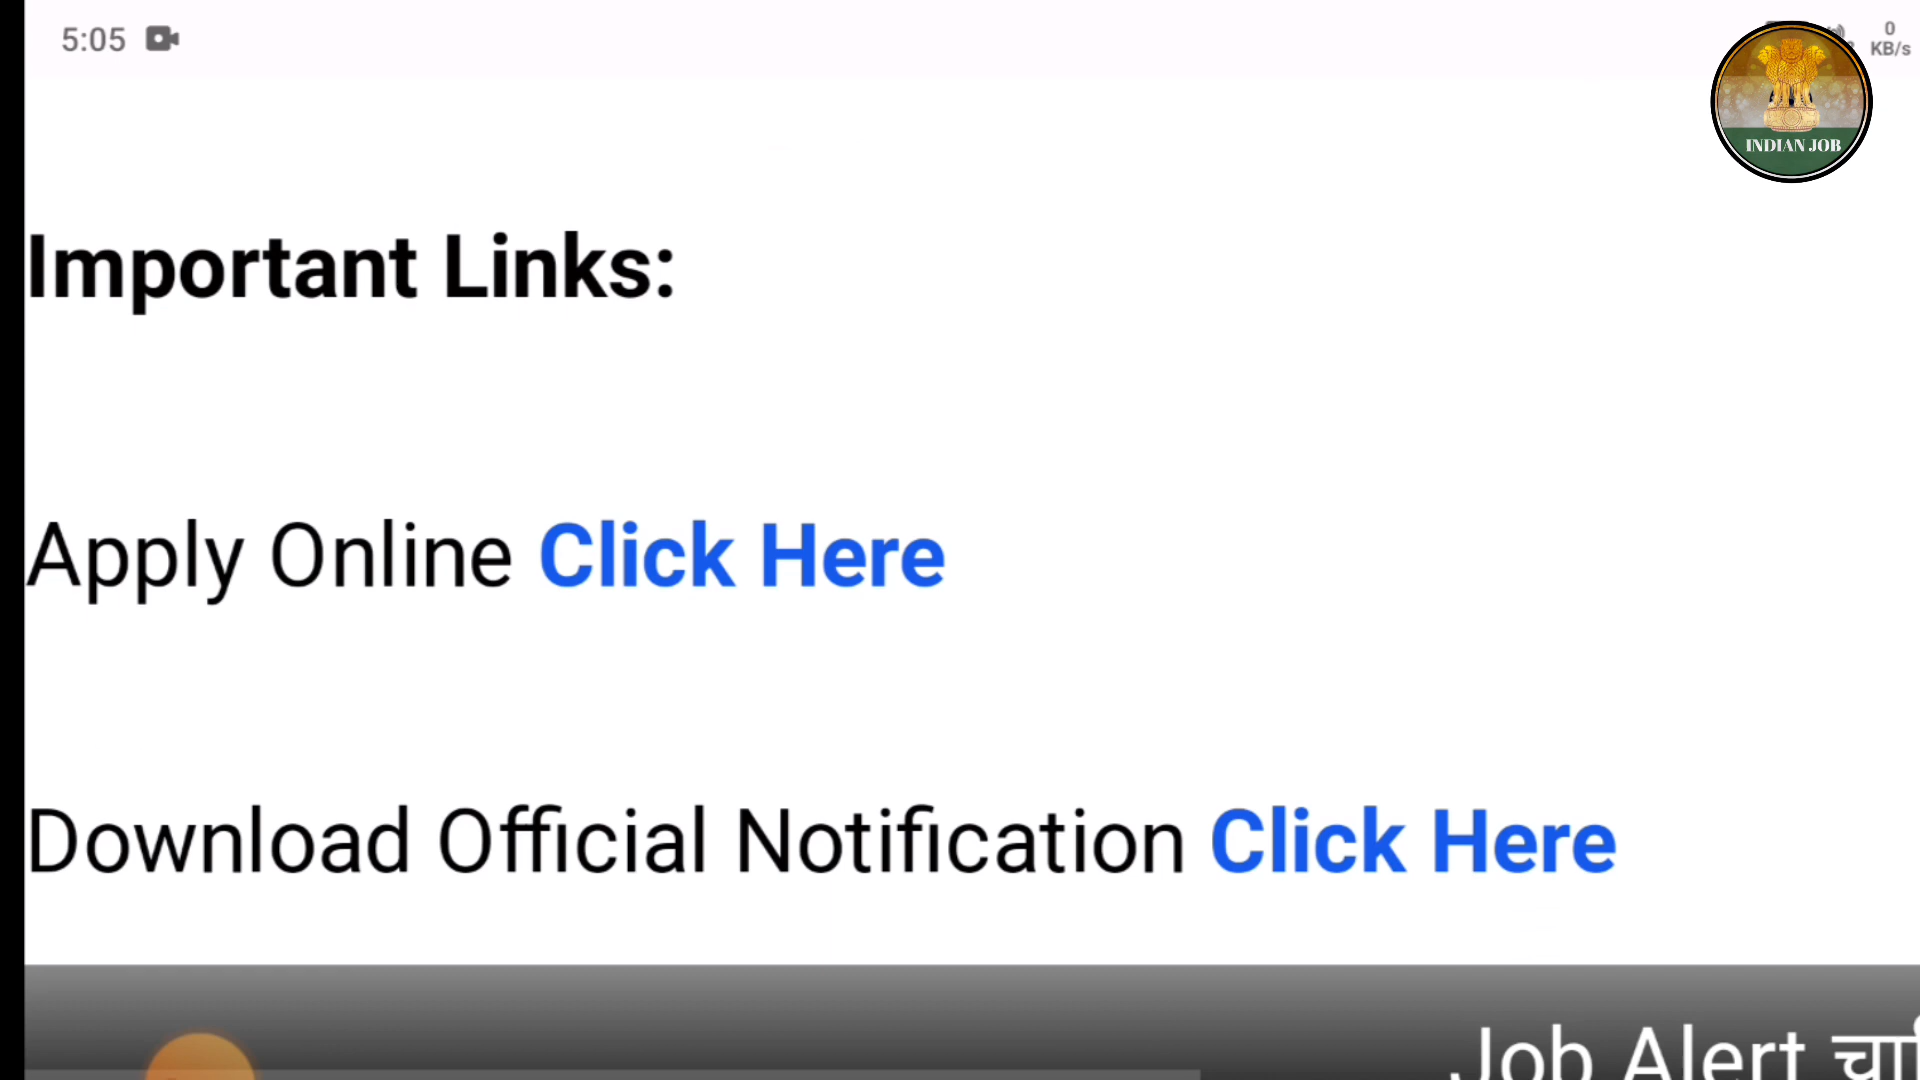 5:05
0
KB/s
INDIAN JOB
Important Links:
Apply Online Click Here
Download Official Notification Click Here
Job Alert